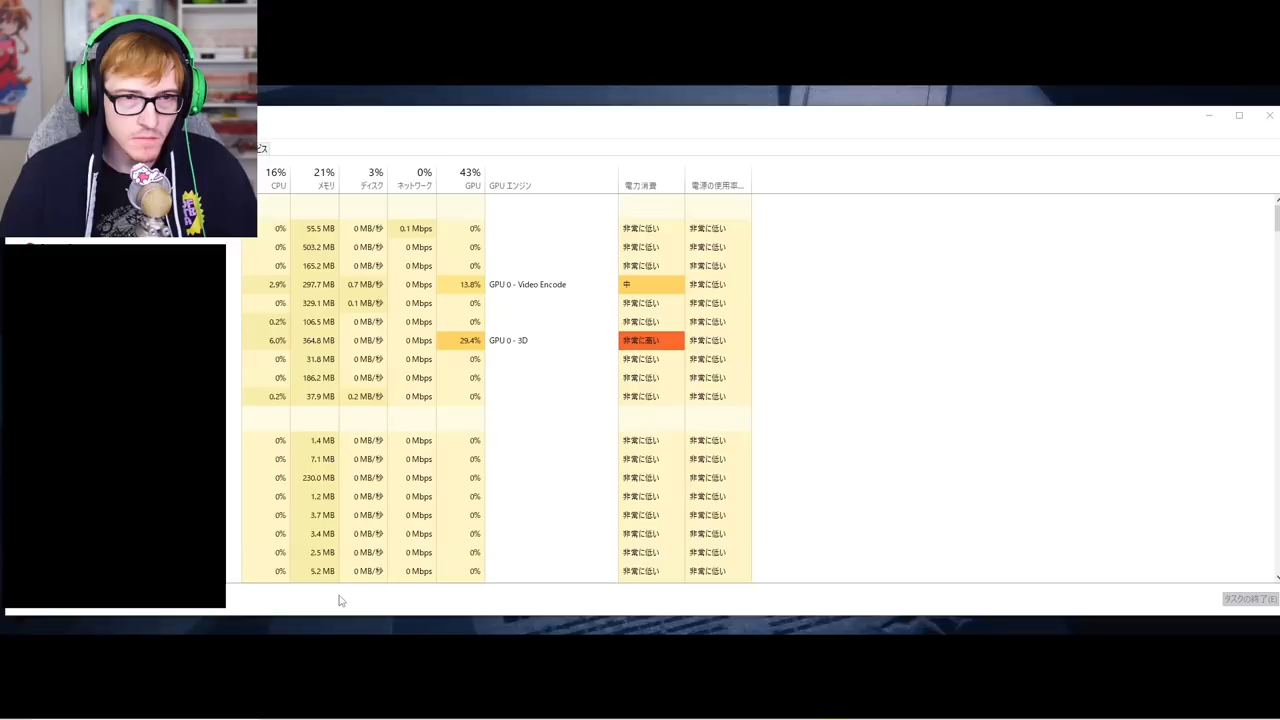 ビス
16% 21% 3% 0% 43%
CPU メモリ ディスク ネットワーク GPU GPU エンジン 電力消費 電源の使用率...
0% 55.5 MB 0 MB/秒 0.1 Mbps 0% 非常に低い 非常に低い
0% 503.2 MB 0 MB/秒 0 Mbps 0% 非常に低い 非常に低い
0% 165.2 MB 0 MB/秒 0 Mbps 0% 非常に低い 非常に低い
2.9% 297.7 MB 0.7 MB/秒 0 Mbps 13.8% GPU 0 - Video Encode 中 非常に低い
0% 329.1 MB 0.1 MB/秒 0 Mbps 0% 非常に低い 非常に低い
0.2% 106.5 MB 0 MB/秒 0 Mbps 0% 非常に低い 非常に低い
6.0% 364.8 MB 0 MB/秒 0 Mbps 29.4% GPU 0 - 3D 非常に高い 非常に低い
0% 31.8 MB 0 MB/秒 0 Mbps 0% 非常に低い 非常に低い
0% 186.2 MB 0 MB/秒 0 Mbps 0% 非常に低い 非常に低い
0.2% 37.9 MB 0.2 MB/秒 0 Mbps 0% 非常に低い 非常に低い
0% 1.4 MB 0 MB/秒 0 Mbps 0% 非常に低い 非常に低い
0% 7.1 MB 0 MB/秒 0 Mbps 0% 非常に低い 非常に低い
0% 230.0 MB 0 MB/秒 0 Mbps 0% 非常に低い 非常に低い
0% 1.2 MB 0 MB/秒 0 Mbps 0% 非常に低い 非常に低い
0% 3.7 MB 0 MB/秒 0 Mbps 0% 非常に低い 非常に低い
0% 3.4 MB 0 MB/秒 0 Mbps 0% 非常に低い 非常に低い
0% 2.5 MB 0 MB/秒 0 Mbps 0% 非常に低い 非常に低い
0% 5.2 MB 0 MB/秒 0 Mbps 0% 非常に低い 非常に低い
タスクの終了(E)